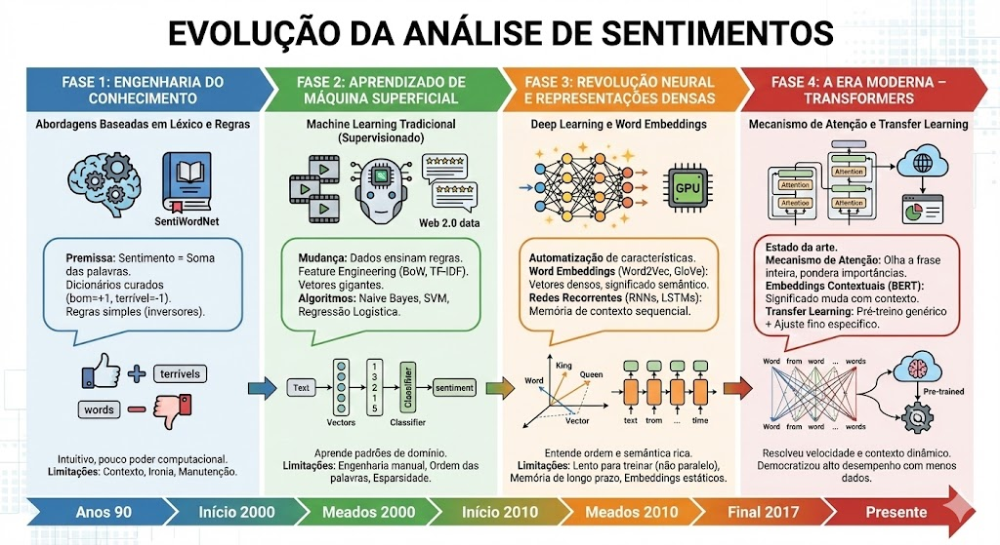 EVOLUÇÃO DA ANÁLISE DE SENTIMENTOS
FASE 1: ENGENHARIA DO
CONHECIMENTO
Abordagens Baseadas em Léxico e Regras
SentiWordNet
Premissa: Sentimento = Soma
das palavras.
Dicionários curados
(bom=+1, terrível=-1).
Regras simples (inversores).
terrívels
words
Intuitivo, pouco poder computacional.
Limitações: Contexto, Ironia, Manutenção.
FASE 2: APRENDIZADO DE
MÁQUINA SUPERFICIAL
Machine Learning Tradicional
(Supervisionado)
Web 2.0 data
Mudança: Dados ensinam regras.
Feature Engineering (BoW, TF-IDF).
Vetores gigantes.
Algoritmos: Naive Bayes, SVM,
Regressão Logistica.
Text
1
3
2
1
5
Classifier
sentiment
Vectors
Classifier
Aprende padrões de domínio.
Limitações: Engenharia manual, Ordem das
palavras, Esparsidade.
FASE 3: REVOLUÇÃO NEURAL
E REPRESENTAÇÕES DENSAS
Deep Learning e Word Embeddings
GPU
Automatização de características.
Word Embeddings (Word2Vec, GloVe):
Vetores densos, significado semântico.
Redes Recorrentes (RNNs, LSTMs):
Memória de contexto sequencial.
King
Word
Queen
Vector
text trom ... time
Entende ordem e semântica rica.
Limitações: Lento para treinar (não paralelo),
Memória de longo prazo, Embeddings estáticos.
FASE 4: A ERA MODERNA –
TRANSFORMERS
Mecanismo de Atenção e Transfer Learning
Attention
Attention
Attention
Attention
Estado da arte.
Mecanismo de Atenção: Olha a frase
inteira, pondera importâncias.
Embeddings Contextuais (BERT):
Significado muda com contexto.
Transfer Learning: Pré-treino genérico
+ Ajuste fino específico.
Word from word ... words
Pre-trained
Word from word ... words
Resolveu velocidade e contexto dinâmico.
Democratizou alto desempenho com menos
dados.
Anos 90
Início 2000
Meados 2000
Início 2010
Meados 2010
Final 2017
Presente